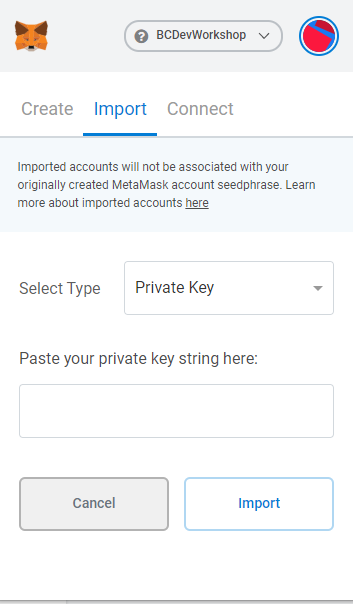 ? BCDevWorkshop
Create Import Connect
Imported accounts will not be associated with your
originally created MetaMask account seedphrase. Learn
more about imported accounts here
Select Type Private Key
Paste your private key string here:
Cancel Import